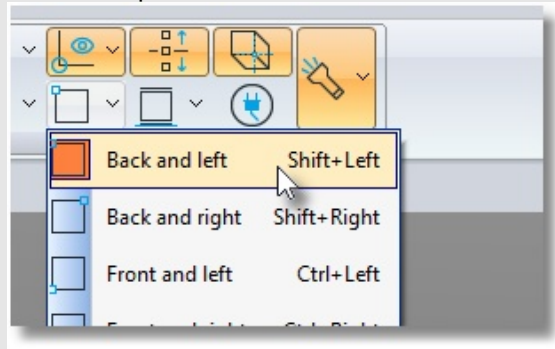 Back and left Shift+Left
Back and right Shift+Right
Front and left Ctrl+Left